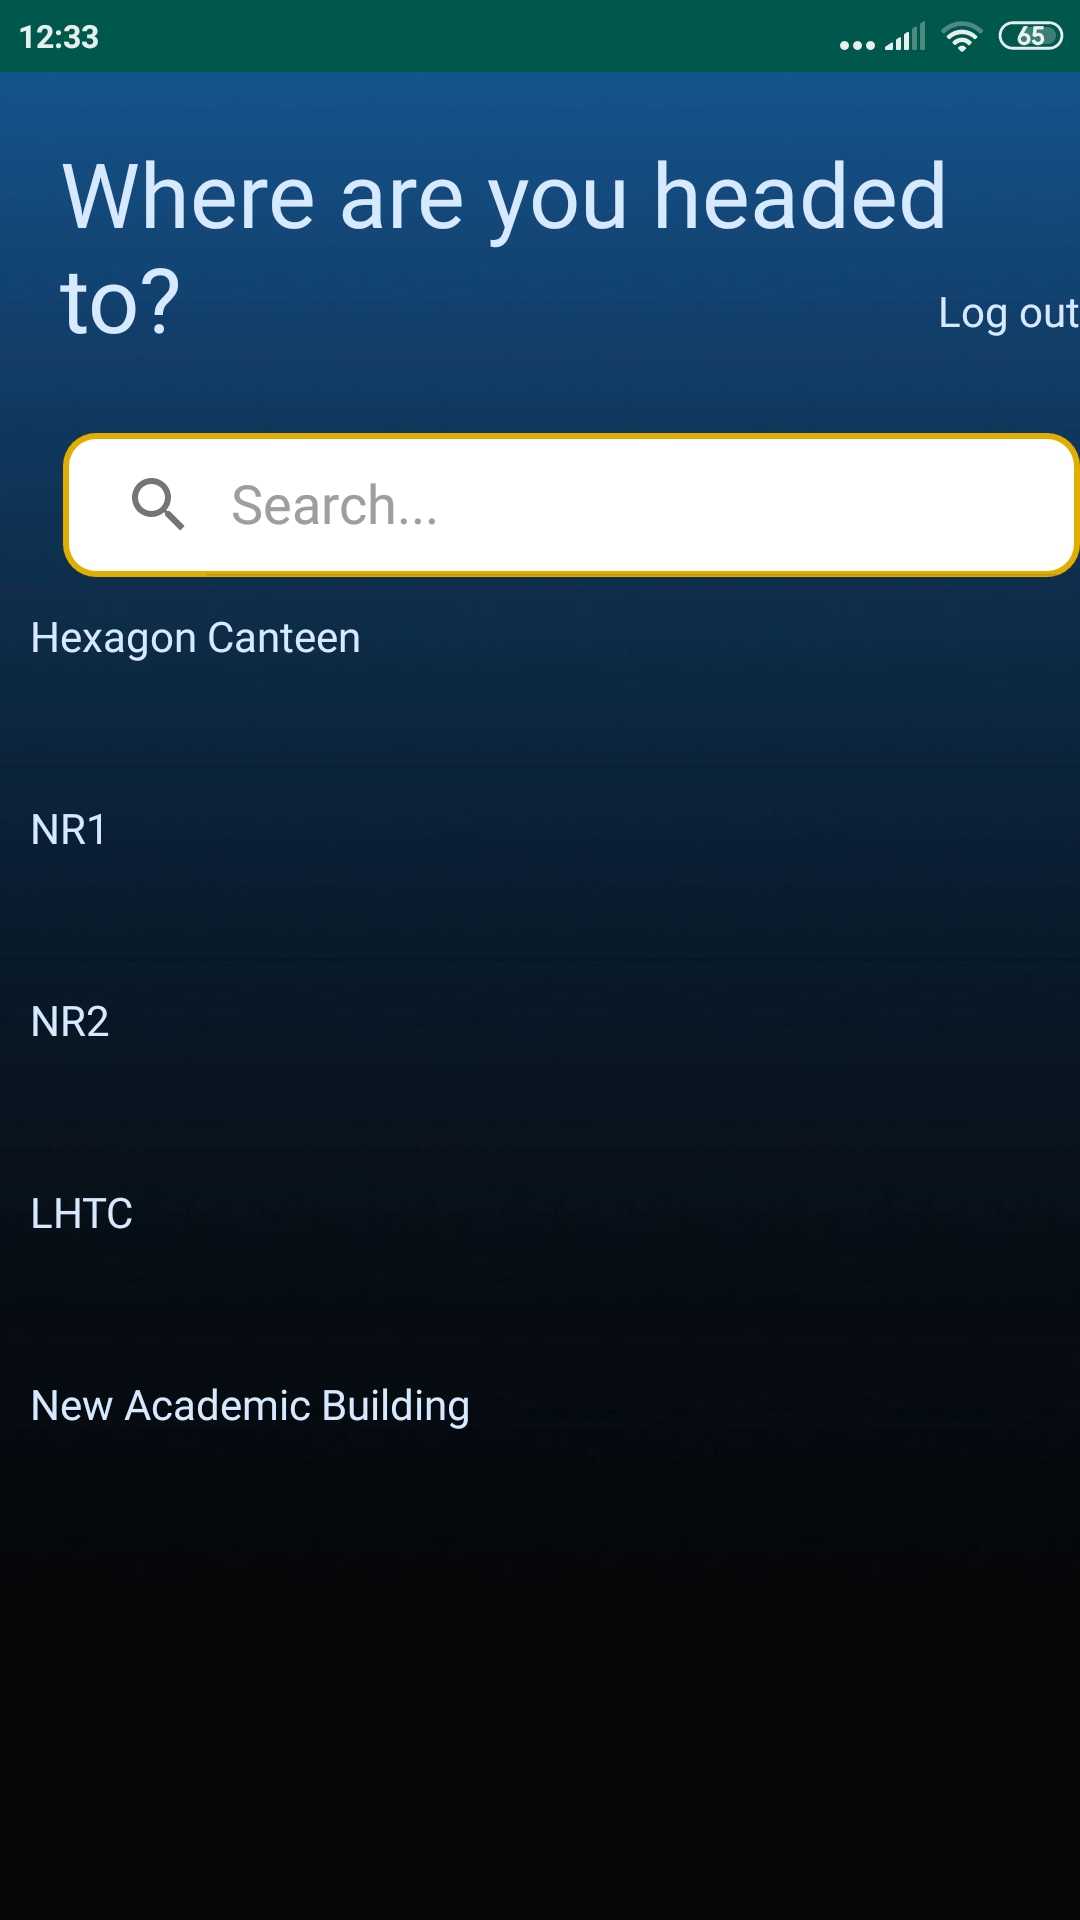 12:33
65
Where are you headed
to?
Log out
Search...
Hexagon Canteen
NR1
NR2
LHTC
New Academic Building